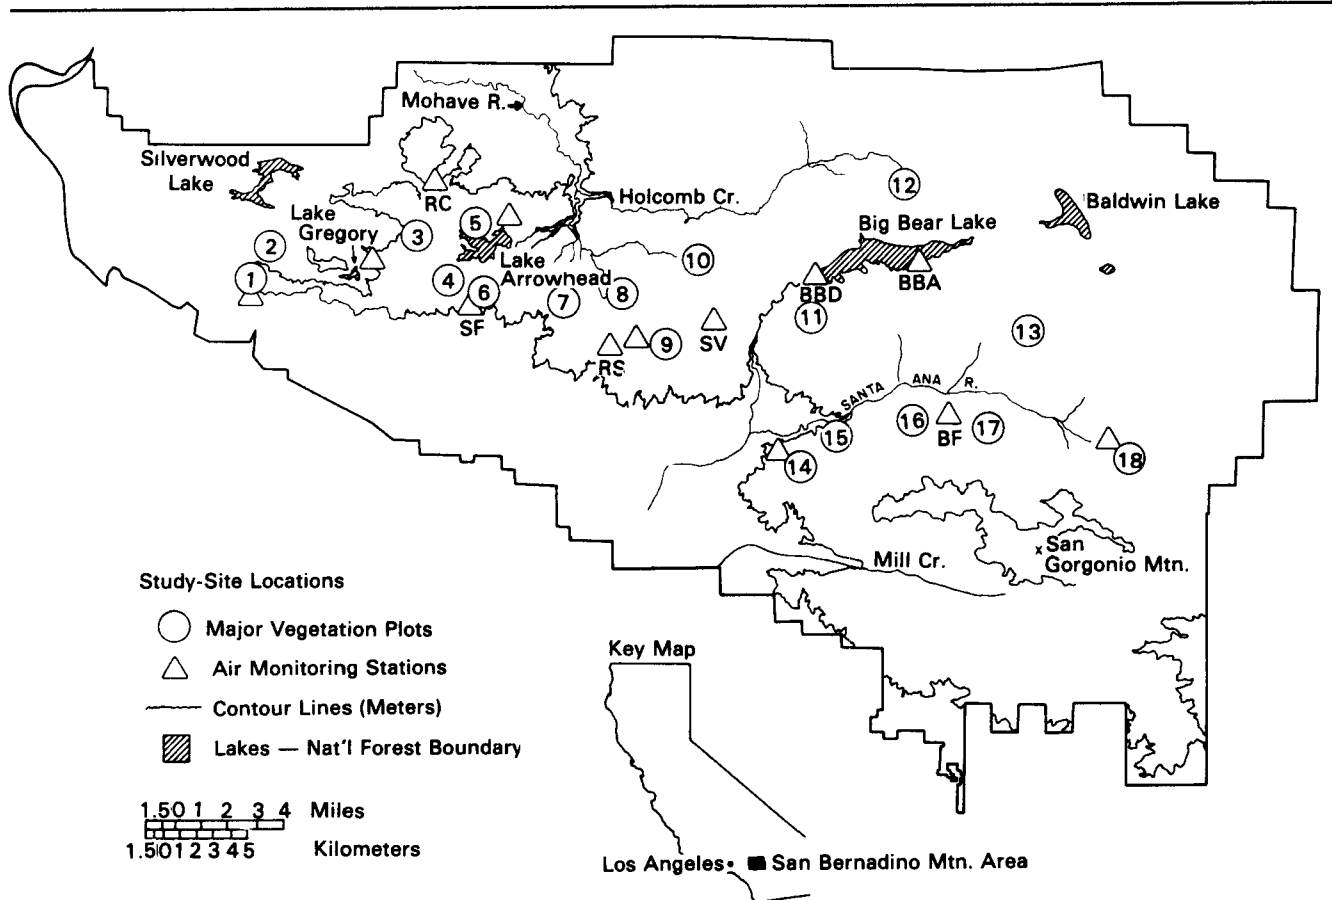 Mohave R.
Silverwood
Lake
RC
Holcomb Cr.
12
Baldwin Lake
Lake
Gregory
5
3
2
Big Bear Lake
10
Lake
Arrowhead
1
4
6
7
8
BBD
BBA
SF
11
13
SV
RS
9
SANTA ANA R.
16
BF
17
15
14
18
Mill Cr.
x San
Gorgonio Mtn.
Study-Site Locations
Major Vegetation Plots
Air Monitoring Stations
Contour Lines (Meters)
Lakes — Nat'l Forest Boundary
1.5 0 1 2 3 4 Miles
1.5 0 1 2 3 4 5 Kilometers
Key Map
Los Angeles
San Bernadino Mtn. Area